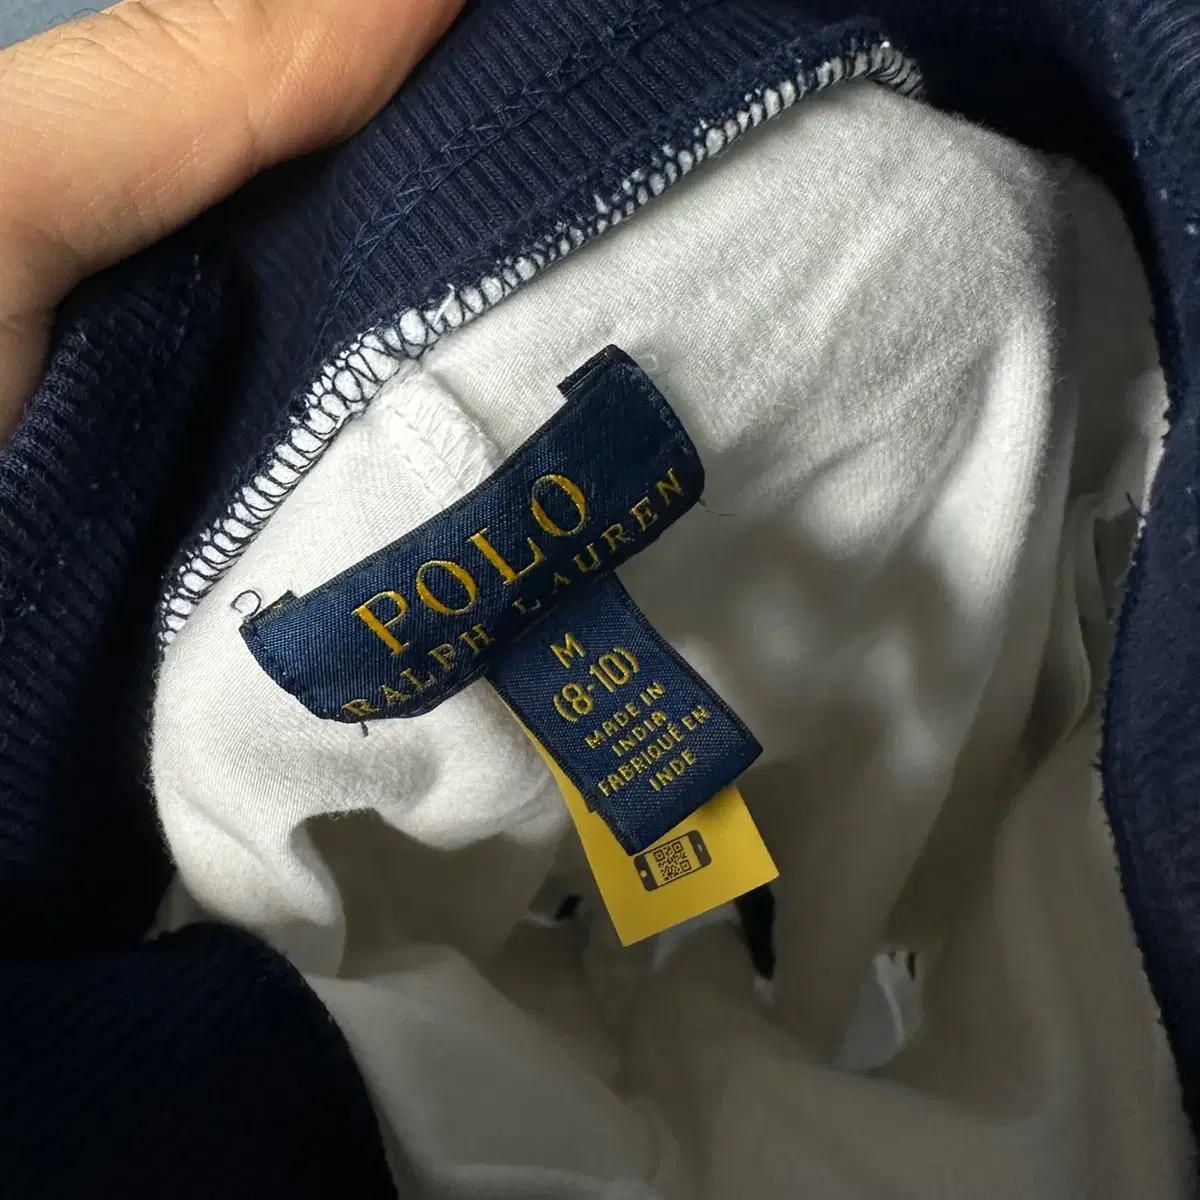 POLO
RALPH LAUREN
M
(8-10)
MADE IN
INDIA
FABRIQUÉ EN
INDE